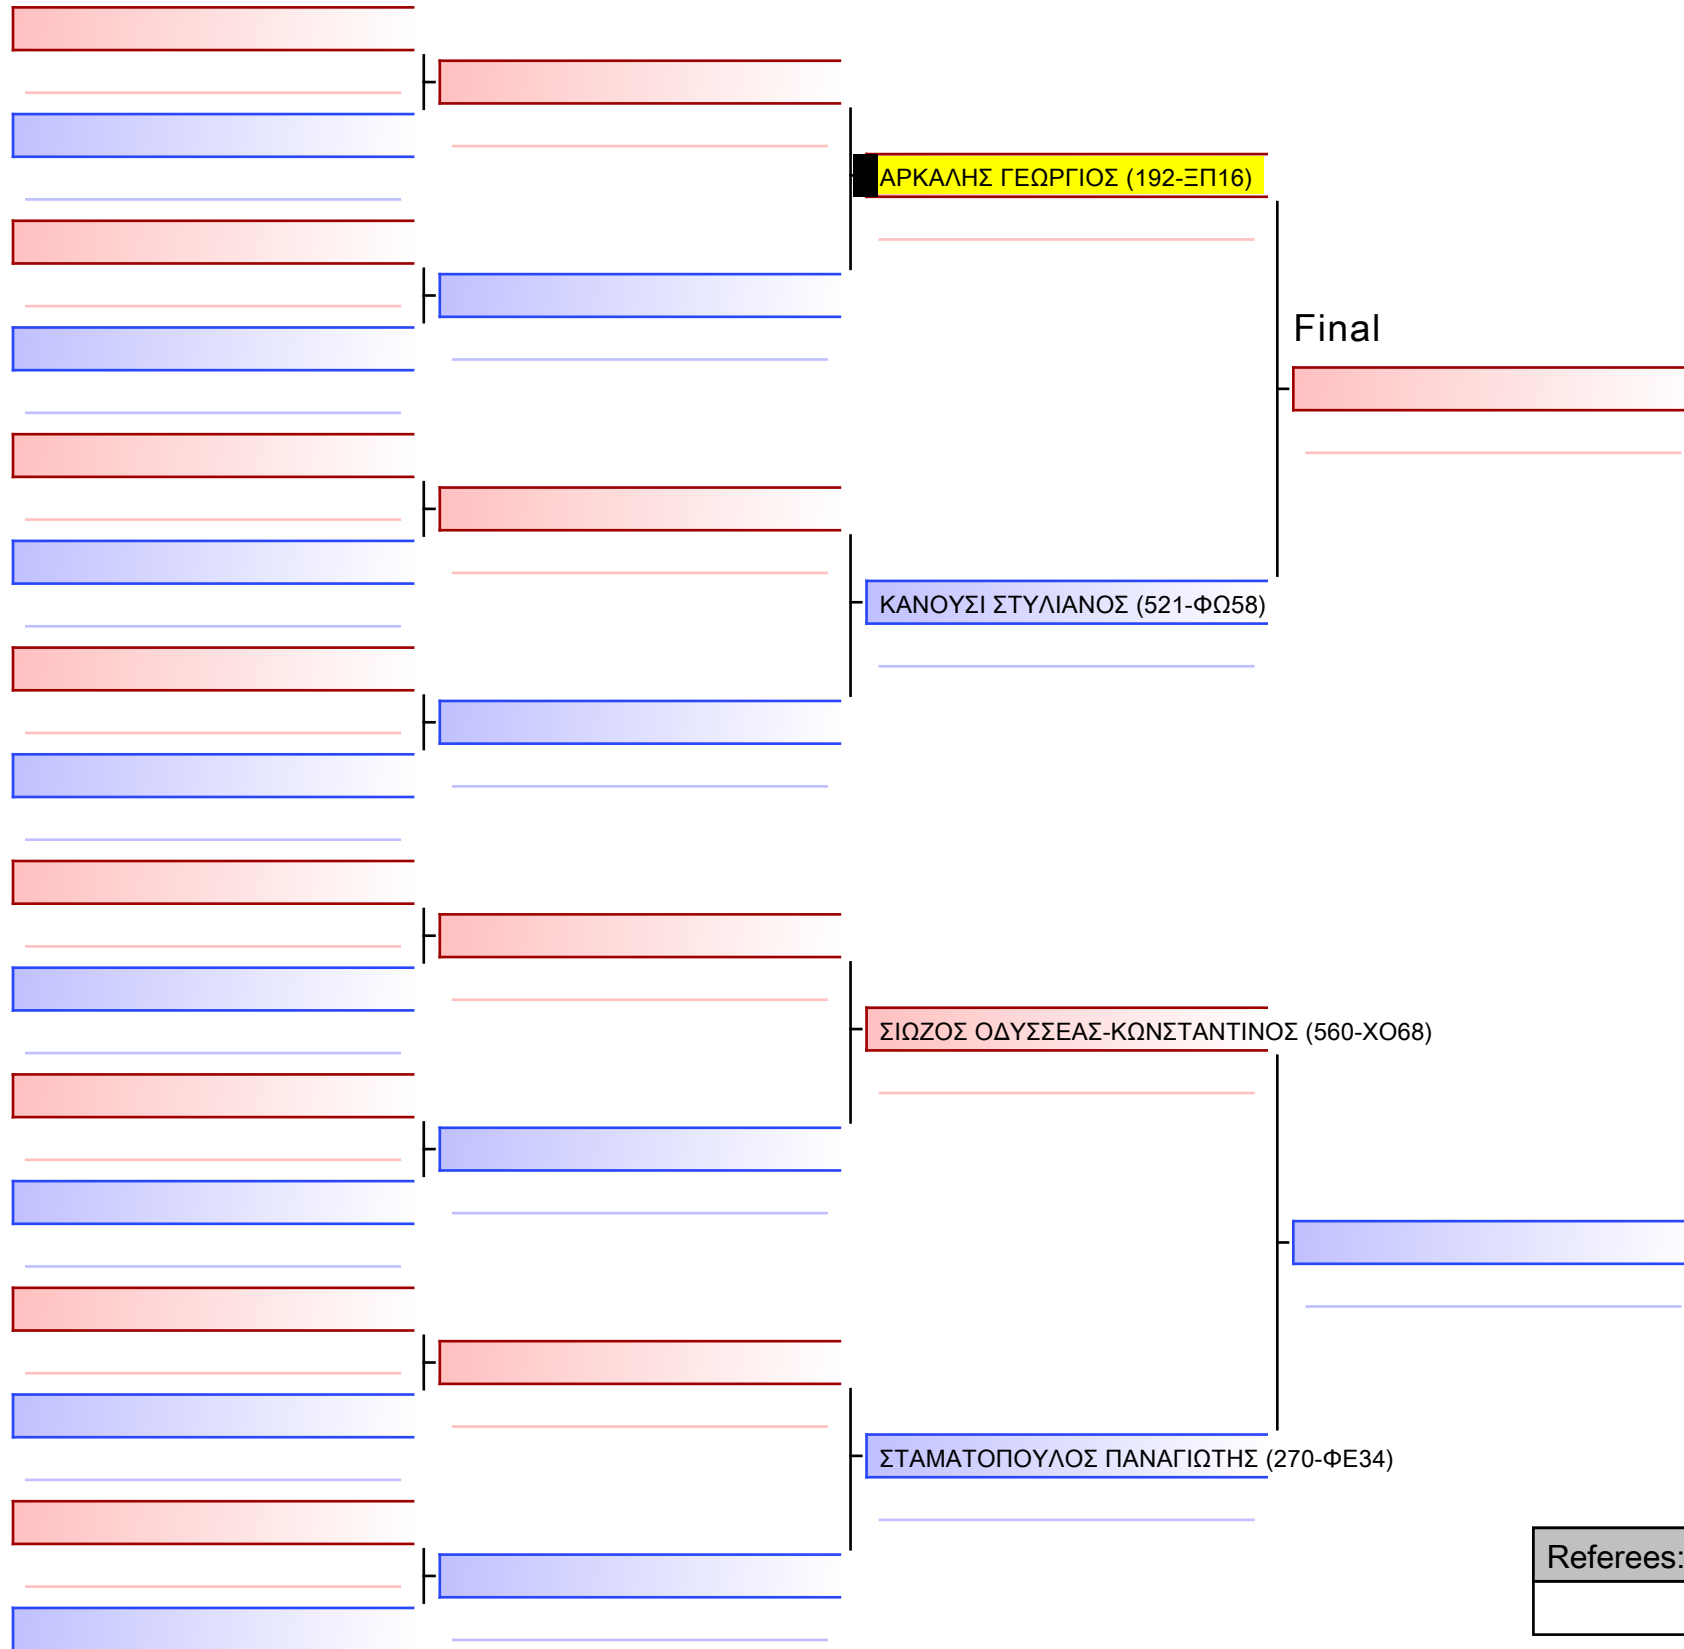 ΑΡΚΑΛΗΣ ΓΕΩΡΓΙΟΣ (192-ΞΠ16)
Final
ΚΑΝΟΥΣΙ ΣΤΥΛΙΑΝΟΣ (521-ΦΩ58)
ΣΙΩΖΟΣ ΟΔΥΣΣΕΑΣ-ΚΩΝΣΤΑΝΤΙΝΟΣ (560-ΧΟ68)
ΣΤΑΜΑΤΟΠΟΥΛΟΣ ΠΑΝΑΓΙΩΤΗΣ (270-ΦΕ34)
Referees: